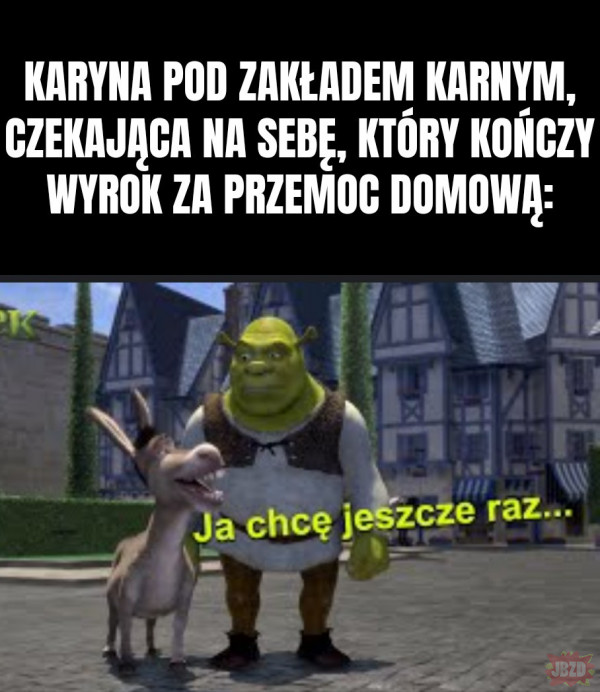 KARYNA POD ZAKŁADEM KARNYM,
CZEKAJĄCA NA SEBĘ, KTÓRY KOŃCZY
WYROK ZA PRZEMOC DOMOWĄ:
Ja chcę jeszcze raz...
JBZD